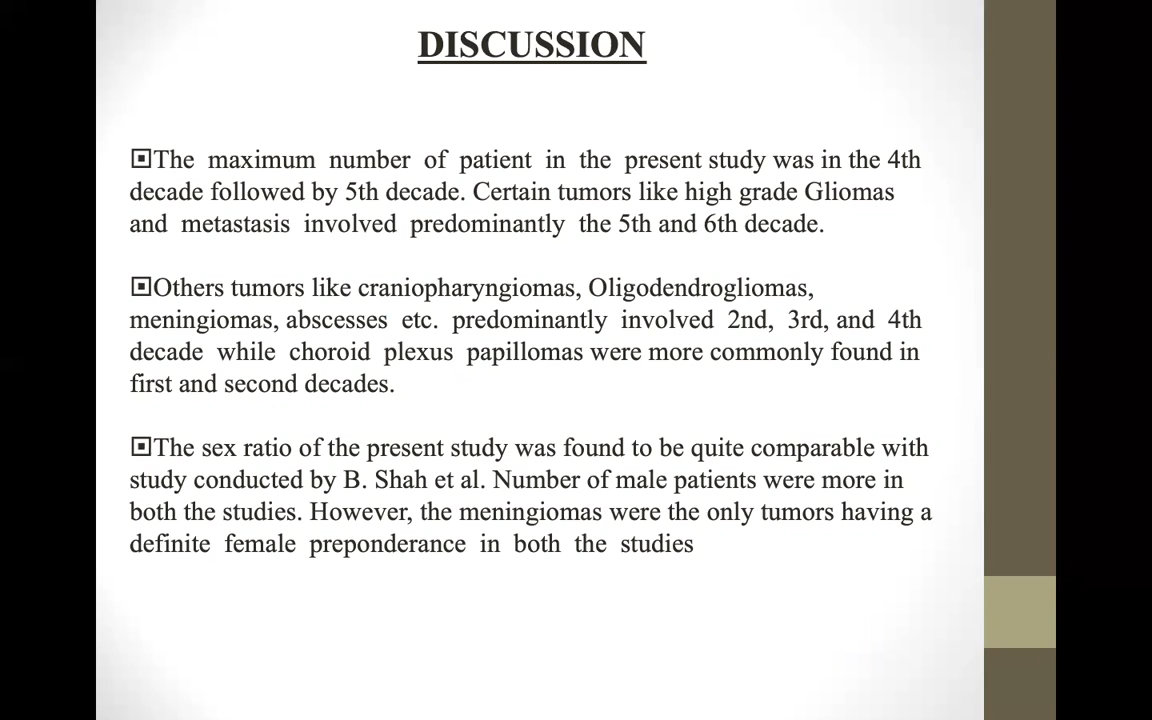 DISCUSSION
▣The maximum number of patient in the present study was in the 4th
decade followed by 5th decade. Certain tumors like high grade Gliomas
and metastasis involved predominantly the 5th and 6th decade.
▣Others tumors like craniopharyngiomas, Oligodendrogliomas,
meningiomas, abscesses etc. predominantly involved 2nd, 3rd, and 4th
decade while choroid plexus papillomas were more commonly found in
first and second decades.
▣The sex ratio of the present study was found to be quite comparable with
study conducted by B. Shah et al. Number of male patients were more in
both the studies. However, the meningiomas were the only tumors having a
definite female preponderance in both the studies